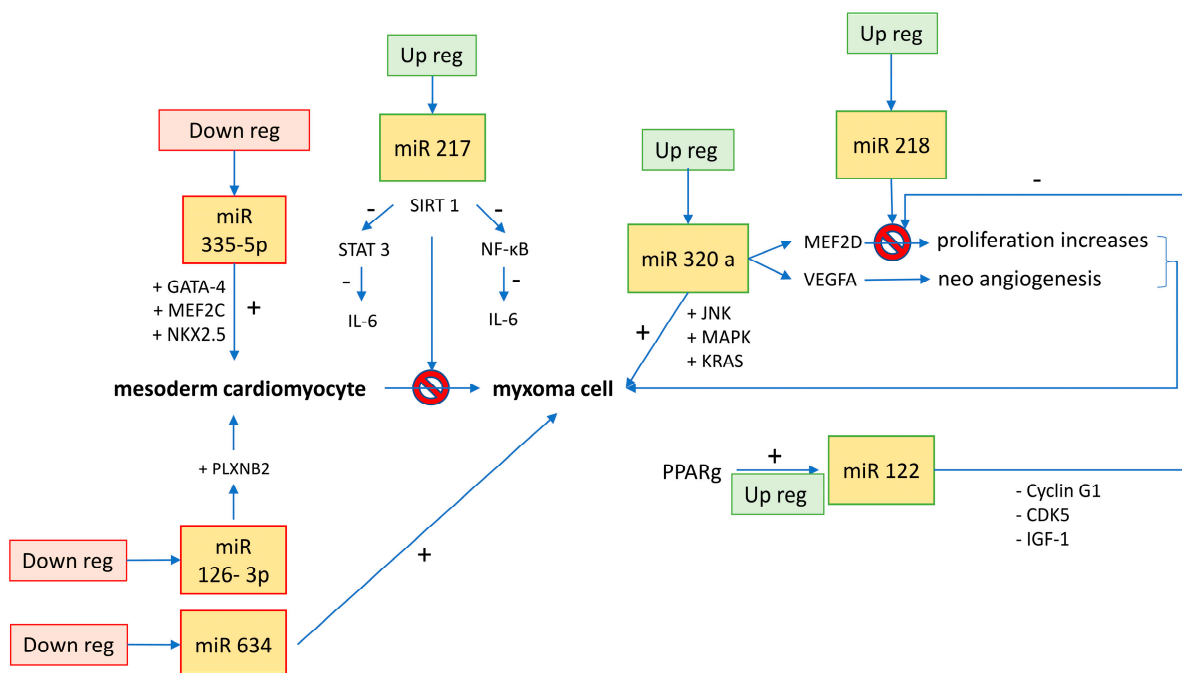 Up reg
miR 218
-
Up reg
miR 217
Down reg
miR
335-5p
+ GATA-4
+ MEF2C
+ NKX2.5
+
- SIRT 1 -
STAT 3
NF-κB
-
-
IL-6
IL-6
Up reg
miR 320 a
MEF2D
proliferation increases
VEGFA
neo angiogenesis
+
+ JNK
+ MAPK
+ KRAS
mesoderm cardiomyocyte
myxoma cell
+ PLXNB2
Down reg
miR
126- 3p
Down reg
miR 634
+
PPARg
+
Up reg
miR 122
- Cyclin G1
- CDK5
- IGF-1